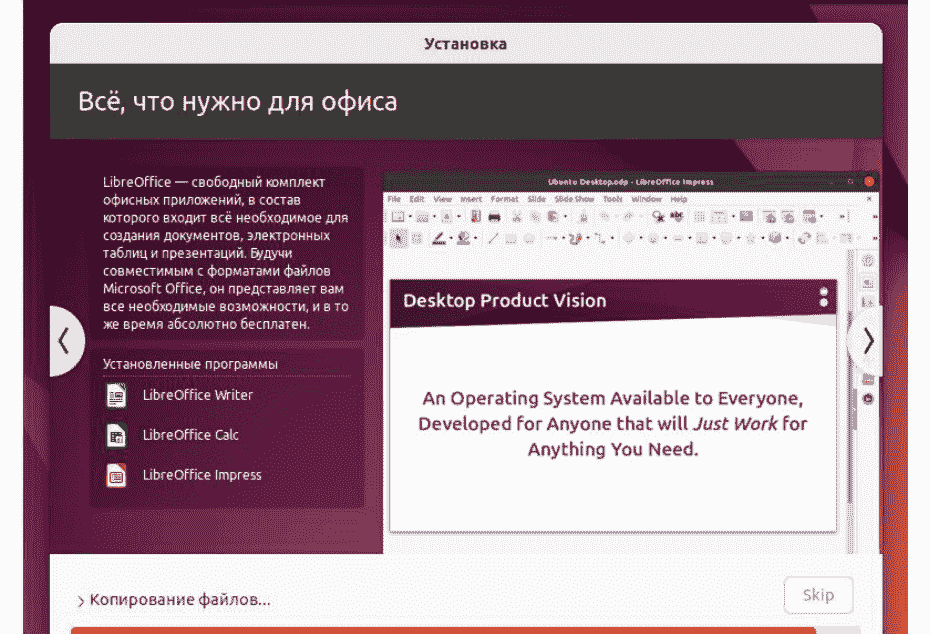 Установка
Всё, что нужно для офиса
LibreOffice — свободный комплект
офисных приложений, в состав
которого входит всё необходимое для
создания документов, электронных
таблиц и презентаций. Будучи
совместимым с форматами файлов
Microsoft Office, он представляет вам
все необходимые возможности, и в то
же время абсолютно бесплатен.
Установленные программы
LibreOffice Writer
LibreOffice Calc
LibreOffice Impress
Ubuntu Desktop.odp - LibreOffice Impress
File Edit View Insert Format Slide Slide Show Tools Window Help
Desktop Product Vision
An Operating System Available to Everyone,
Developed for Anyone that will Just Work for
Anything You Need.
Копирование файлов...
Skip